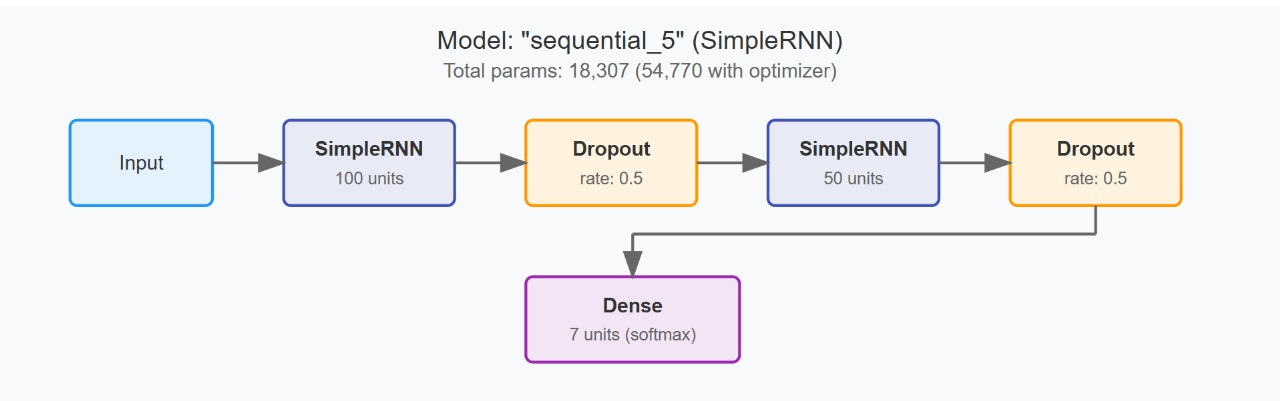 Model: "sequential_5" (SimpleRNN)
Total params: 18,307 (54,770 with optimizer)
Input
SimpleRNN
100 units
Dropout
rate: 0.5
SimpleRNN
50 units
Dropout
rate: 0.5
Dense
7 units (softmax)